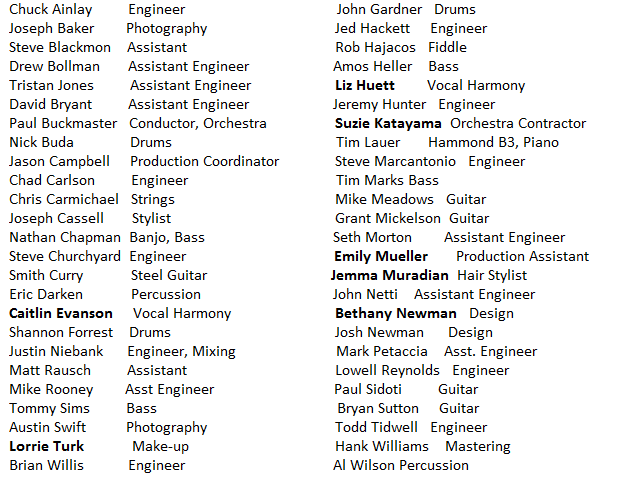 Chuck Ainlay Engineer
Joseph Baker Photography
Steve Blackmon Assistant
Drew Bollman Assistant Engineer
Tristan Jones Assistant Engineer
David Bryant Assistant Engineer
Paul Buckmaster Conductor, Orchestra
Nick Buda Drums
Jason Campbell Production Coordinator
Chad Carlson Engineer
Chris Carmichael Strings
Joseph Cassell Stylist
Nathan Chapman Banjo, Bass
Steve Churchyard Engineer
Smith Curry Steel Guitar
Eric Darken Percussion
Caitlin Evanson Vocal Harmony
Shannon Forrest Drums
Justin Niebank Engineer, Mixing
Matt Rausch Assistant
Mike Rooney Asst Engineer
Tommy Sims Bass
Austin Swift Photography
Lorrie Turk Make-up
Brian Willis Engineer
John Gardner Drums
Jed Hackett Engineer
Rob Hajacos Fiddle
Amos Heller Bass
Liz Huett Vocal Harmony
Jeremy Hunter Engineer
Suzie Katayama Orchestra Contractor
Tim Lauer Hammond B3, Piano
Steve Marcantonio Engineer
Tim Marks Bass
Mike Meadows Guitar
Grant Mickelson Guitar
Seth Morton Assistant Engineer
Emily Mueller Production Assistant
Jemma Muradian Hair Stylist
John Netti Assistant Engineer
Bethany Newman Design
Josh Newman Design
Mark Petaccia Asst. Engineer
Lowell Reynolds Engineer
Paul Sidoti Guitar
Bryan Sutton Guitar
Todd Tidwell Engineer
Hank Williams Mastering
Al Wilson Percussion